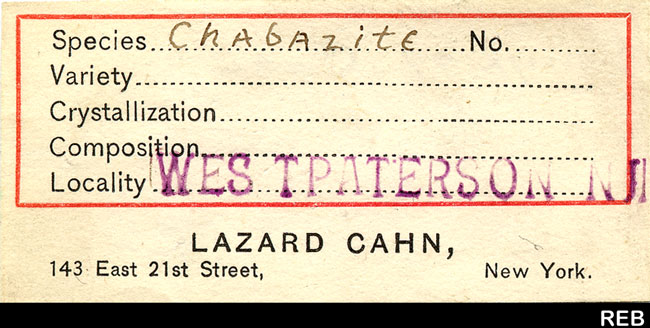 Species Chabazite No.
Variety
Crystallization
Composition
Locality WEST PATERSON NJ
LAZARD CAHN,
143 East 21st Street, New York.
REB